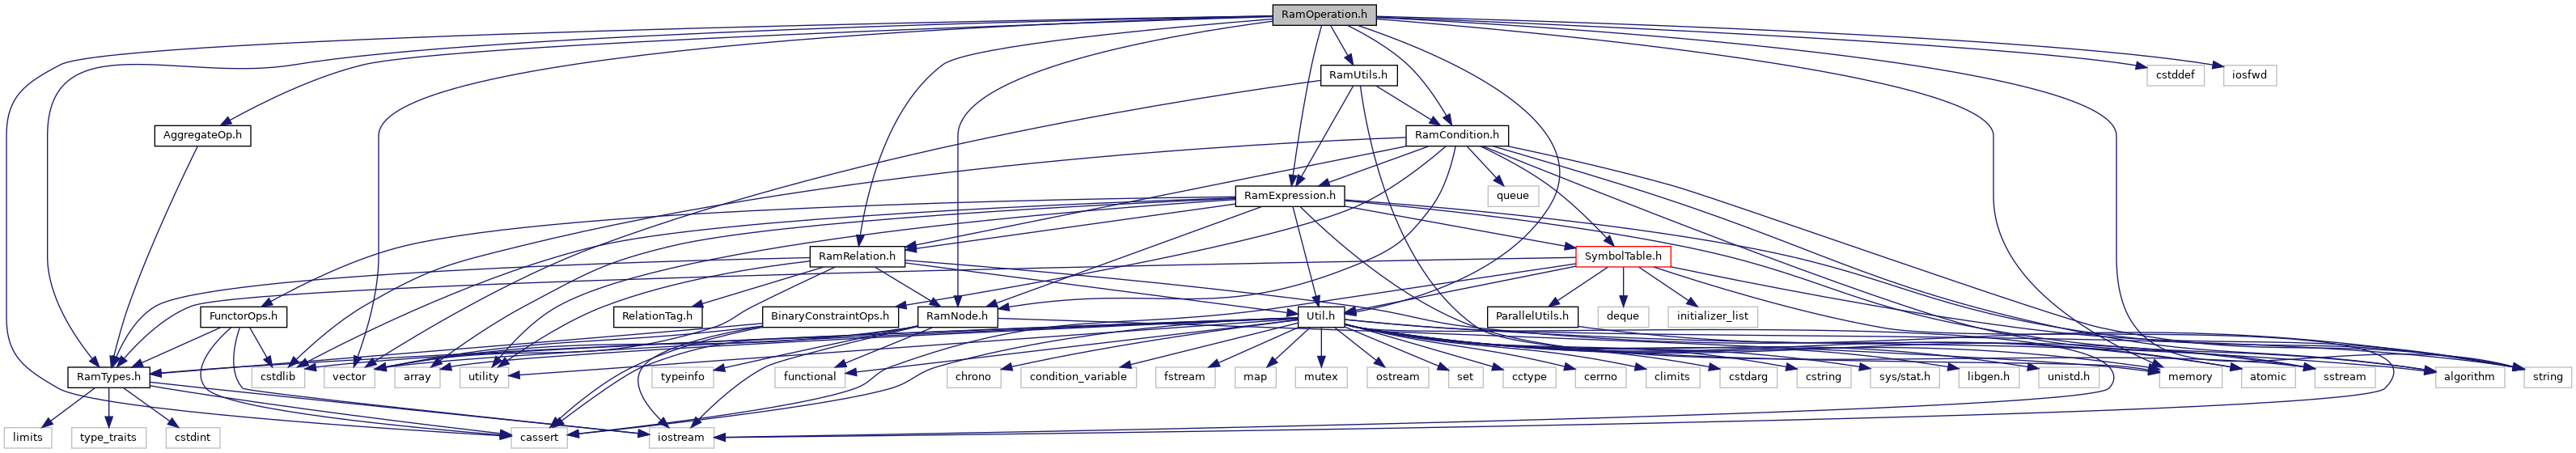 RamOperation.h
RamUtils.h
cstddef
iosfwd
AggregateOp.h
RamCondition.h
RamExpression.h
queue
RamRelation.h
SymbolTable.h
FunctorOps.h
RelationTag.h
BinaryConstraintOps.h
RamNode.h
Util.h
ParallelUtils.h
deque
initializer_list
RamTypes.h
cstdlib
vector
array
utility
typeinfo
functional
chrono
condition_variable
fstream
map
mutex
ostream
set
cctype
cerrno
climits
cstdarg
cstring
sys/stat.h
libgen.h
unistd.h
memory
atomic
sstream
algorithm
string
limits
type_traits
cstdint
cassert
iostream